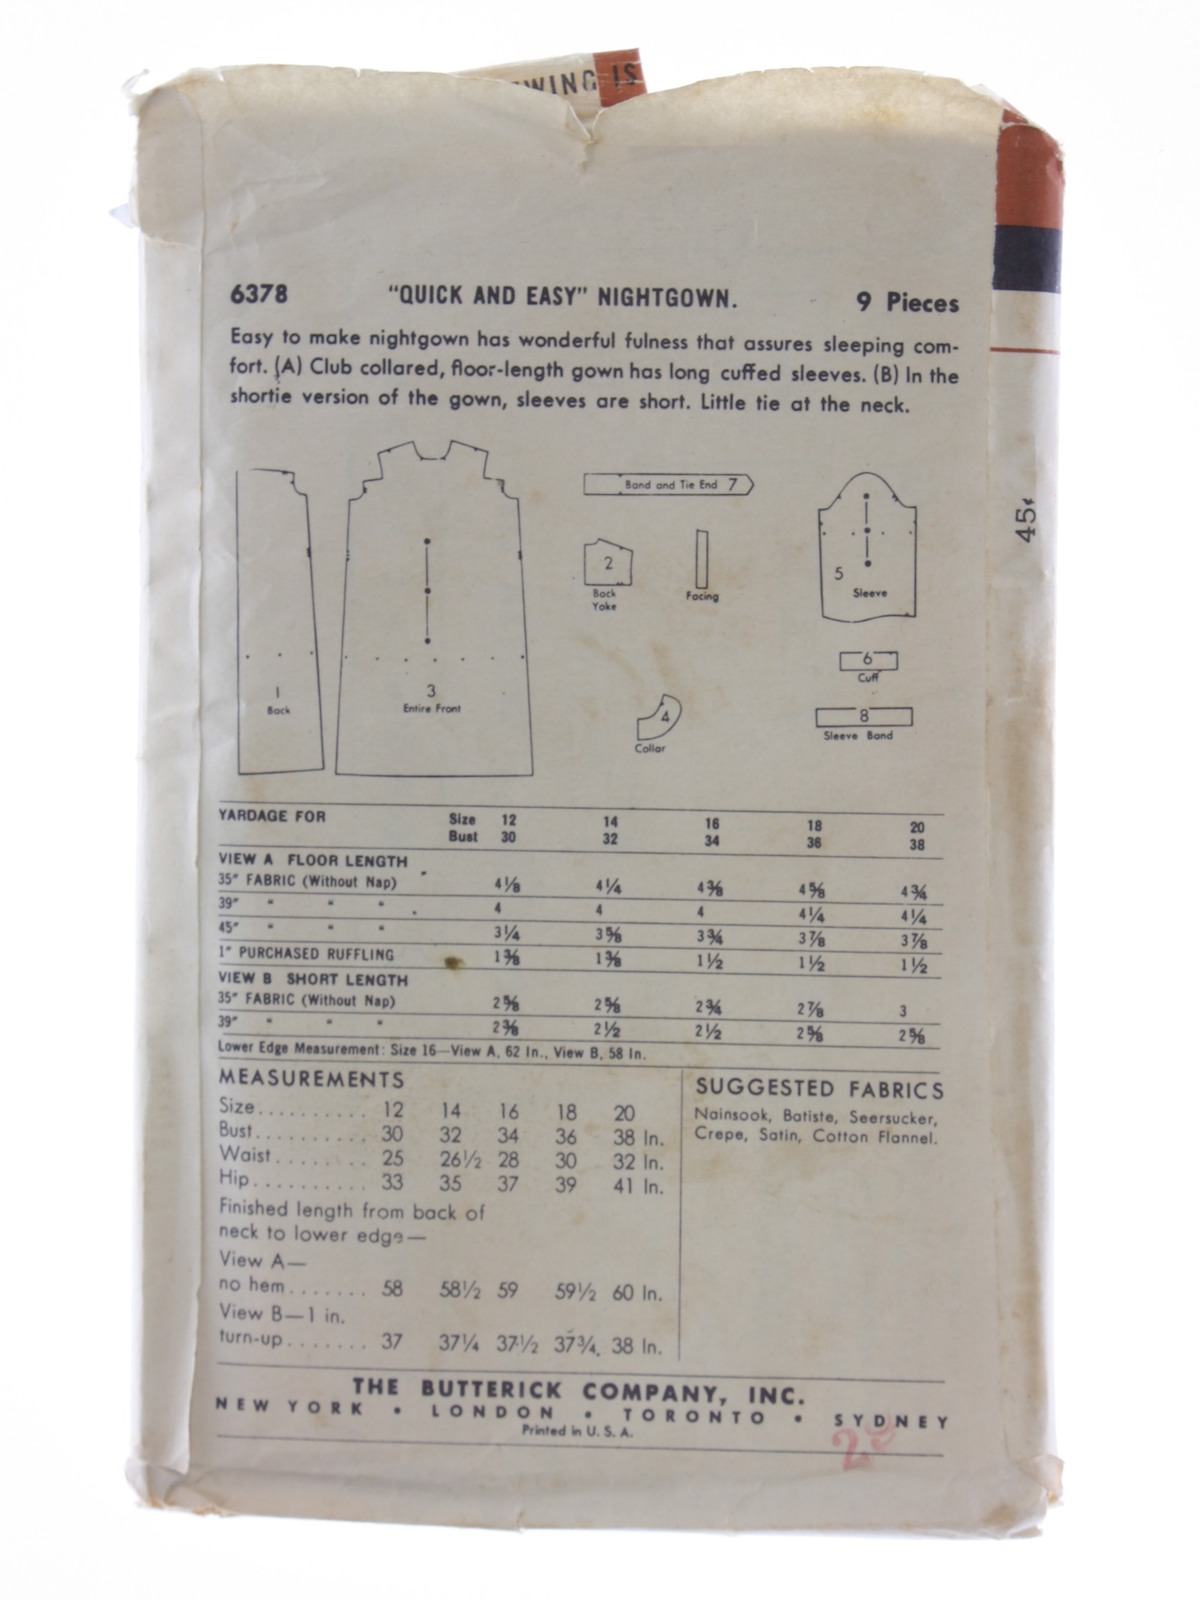 WING IS
45¢
6378 "QUICK AND EASY" NIGHTGOWN. 9 Pieces
Easy to make nightgown has wonderful fulness that assures sleeping com-
fort. (A) Club collared, floor-length gown has long cuffed sleeves. (B) In the
shortie version of the gown, sleeves are short. Little tie at the neck.
Band and Tie End 7
2
Back
Yoke
Facing
5
Sleeve
6
Cuff
1
Back
3
Entire Front
4
Collar
8
Sleeve Band
YARDAGE FOR Size 12 14 16 18 20
Bust 30 32 34 36 38
VIEW A FLOOR LENGTH
35" FABRIC (Without Nap) 4⅛ 4¼ 4⅜ 4⅝ 4¾
39" " " " 4 4 4 4¼ 4¼
45" " " " 3¼ 3⅝ 3¾ 3⅞ 3⅞
1" PURCHASED RUFFLING 1⅜ 1⅜ 1½ 1½ 1½
VIEW B SHORT LENGTH
35" FABRIC (Without Nap) 2⅝ 2⅝ 2¾ 2⅞ 3
39" " " " 2⅜ 2½ 2½ 2⅝ 2⅝
Lower Edge Measurement: Size 16—View A, 62 In., View B, 58 In.
MEASUREMENTS
Size.......... 12 14 16 18 20
Bust.......... 30 32 34 36 38 In.
Waist........ 25 26½ 28 30 32 In.
Hip.......... 33 35 37 39 41 In.
Finished length from back of
neck to lower edge—
View A—
no hem....... 58 58½ 59 59½ 60 In.
View B—1 in.
turn-up....... 37 37¼ 37½ 37¾ 38 In.
SUGGESTED FABRICS
Nainsook, Batiste, Seersucker,
Crepe, Satin, Cotton Flannel.
THE BUTTERICK COMPANY, INC.
NEW YORK • LONDON • TORONTO • SYDNEY
Printed in U. S. A.